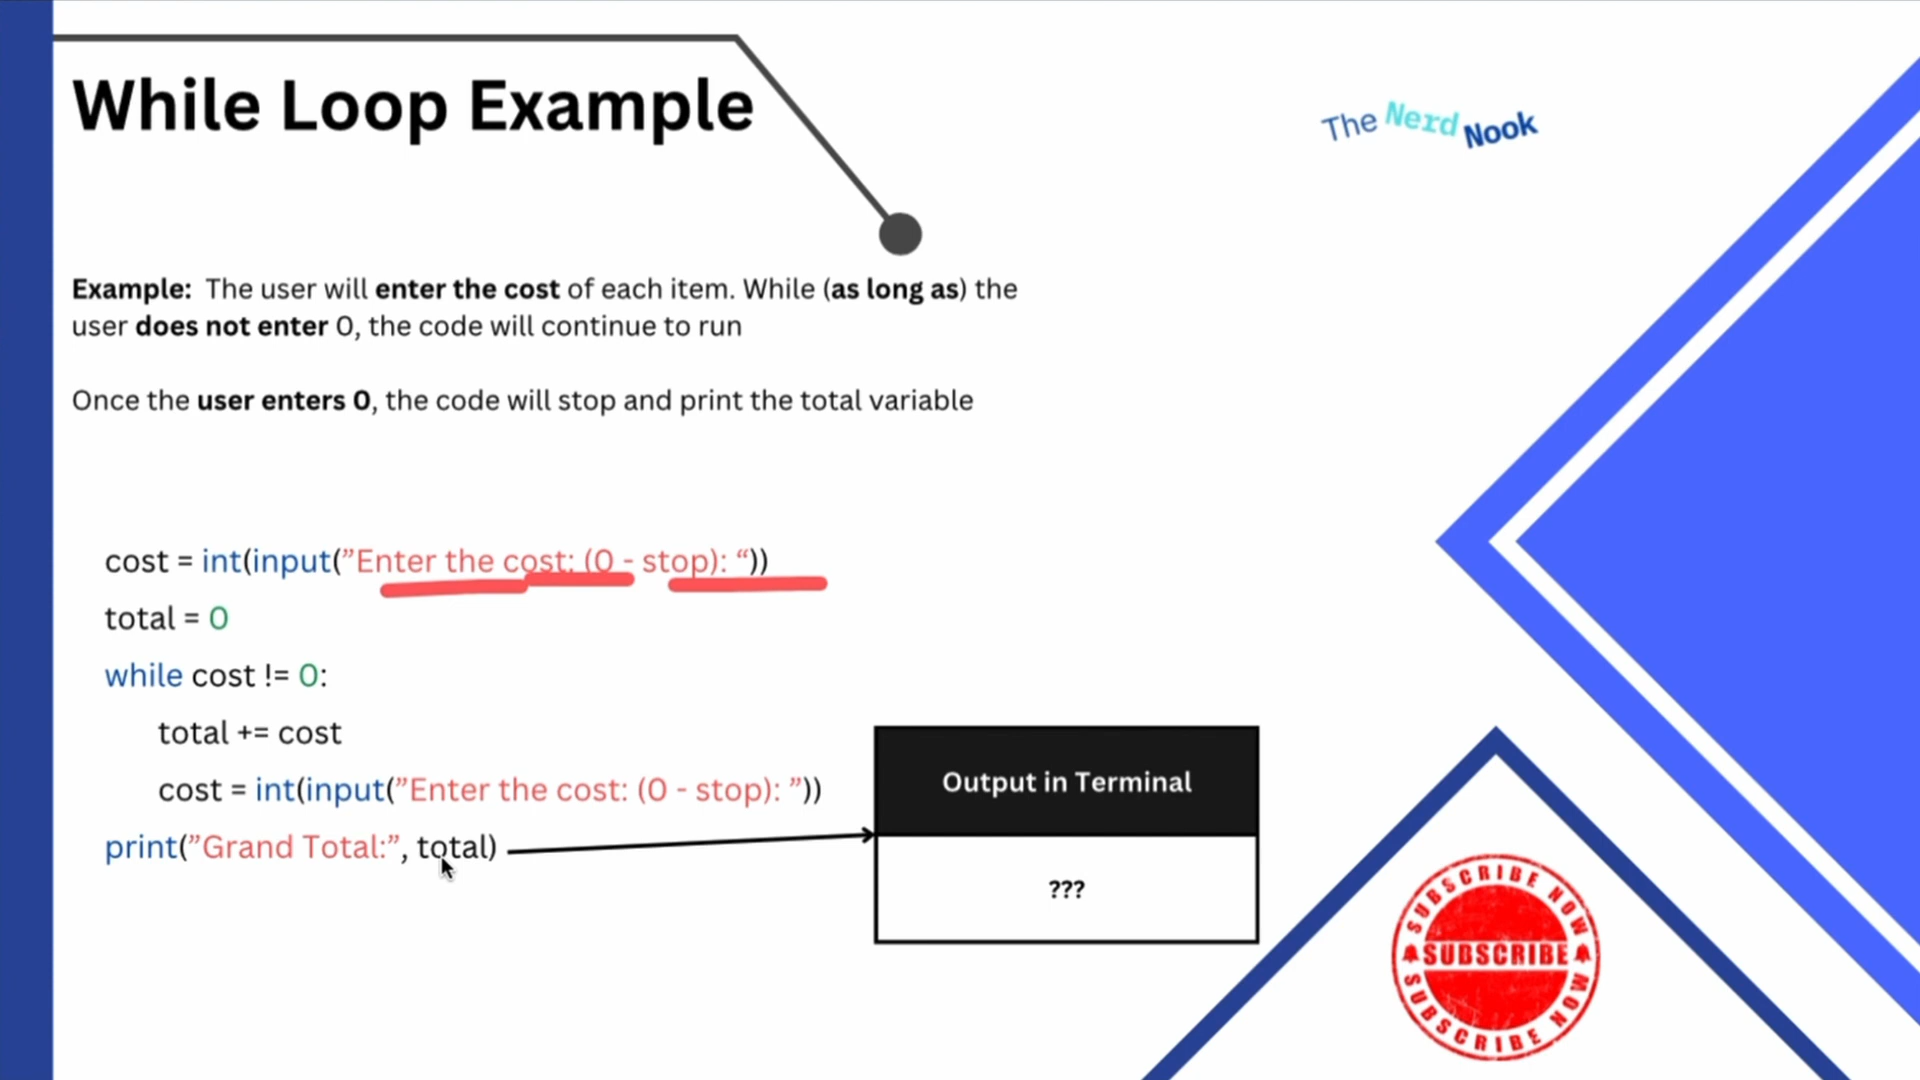 While Loop Example
The Nerd Nook
Example: The user will enter the cost of each item. While (as long as) the
user does not enter 0, the code will continue to run
Once the user enters 0, the code will stop and print the total variable
cost = int(input(”Enter the cost: (0 - stop): “))
total = 0
while cost != 0:
total += cost
cost = int(input(”Enter the cost: (0 - stop): ”))
print(”Grand Total:”, total)
Output in Terminal
???
SUBSCRIBE NOW
SUBSCRIBE
SUBSCRIBE NOW